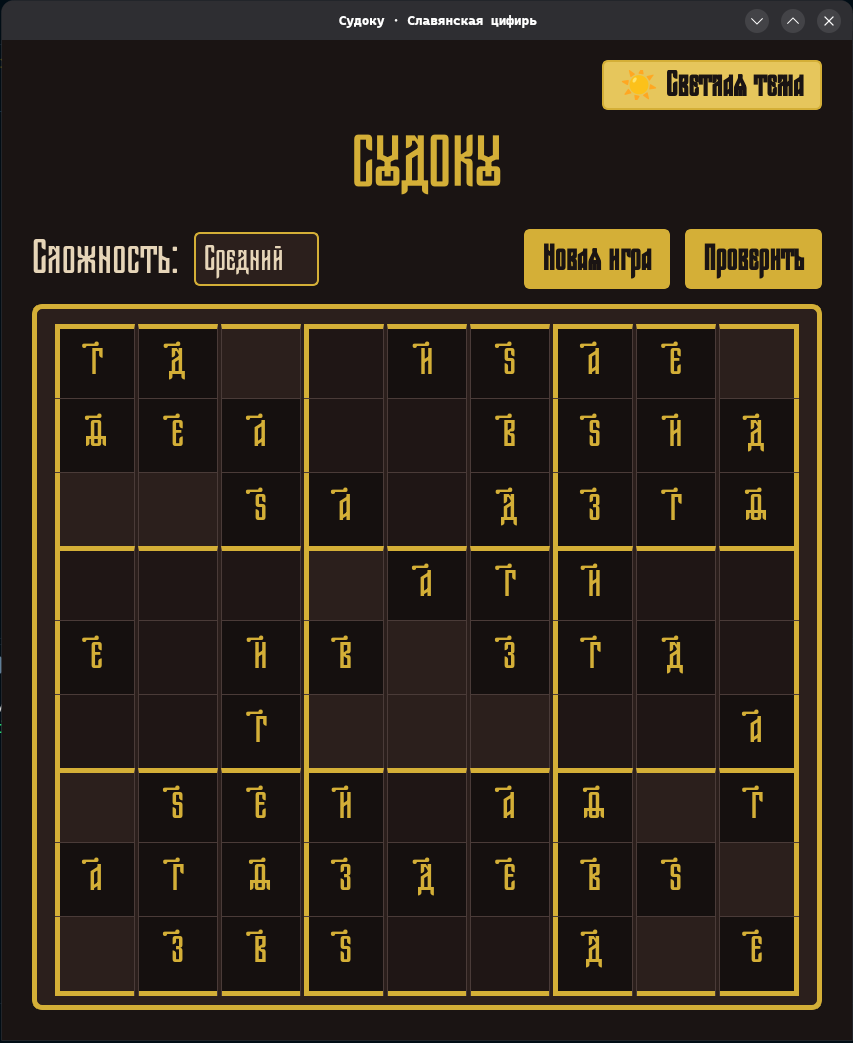 Судоку · Славянская цифирь
☀️ Светлая тема
СУДОКУ
Сложность: Средний Новая игра Проверить
г҃ д҃ и҃ ѕ҃ а҃ е҃
ѳ҃ е҃ а҃ в҃ ѕ҃ и҃ д҃
ѕ҃ а҃ д҃ з҃ г҃ ѳ҃
а҃ г҃ и҃
е҃ и҃ в҃ з҃ г҃ д҃
г҃ а҃
ѕ҃ е҃ и҃ а҃ ѳ҃ г҃
а҃ г҃ ѳ҃ з҃ д҃ е҃ в҃ ѕ҃
з҃ в҃ ѕ҃ д҃ е҃